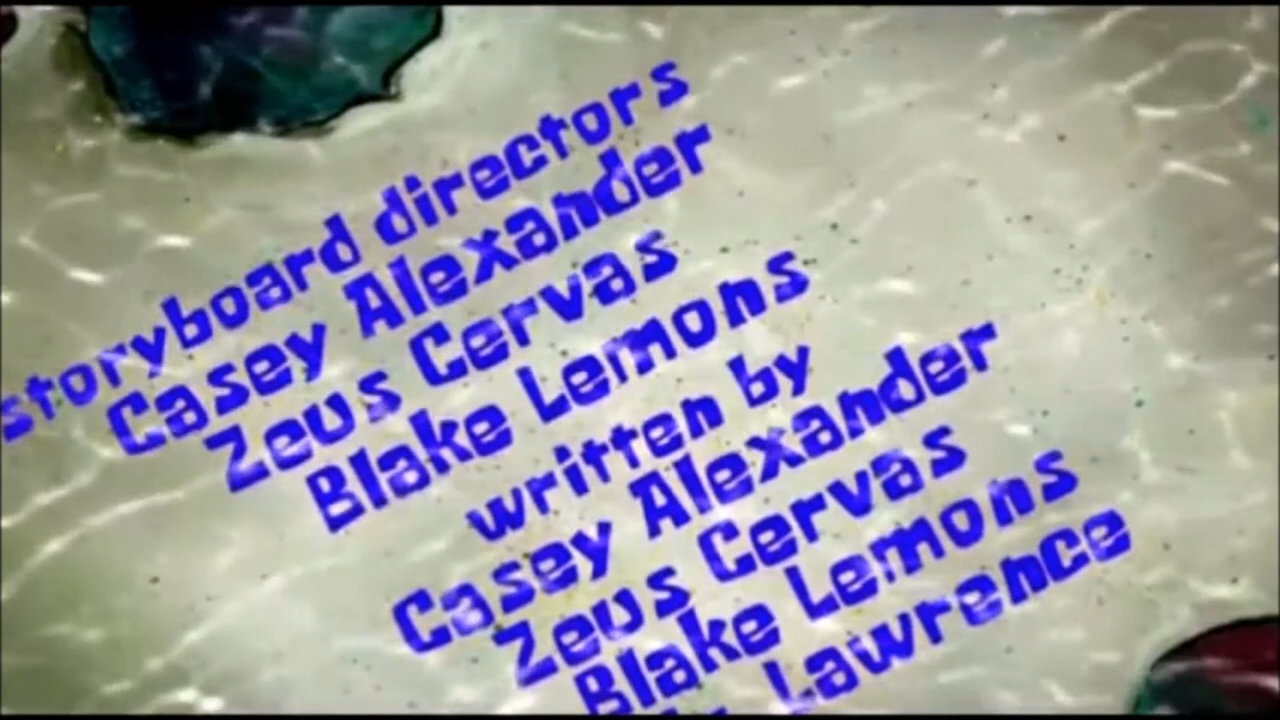 storyboard directors
Casey Alexander
Zeus Cervas
Blake Lemons
written by
Casey Alexander
Zeus Cervas
Blake Lemons
Lawrence